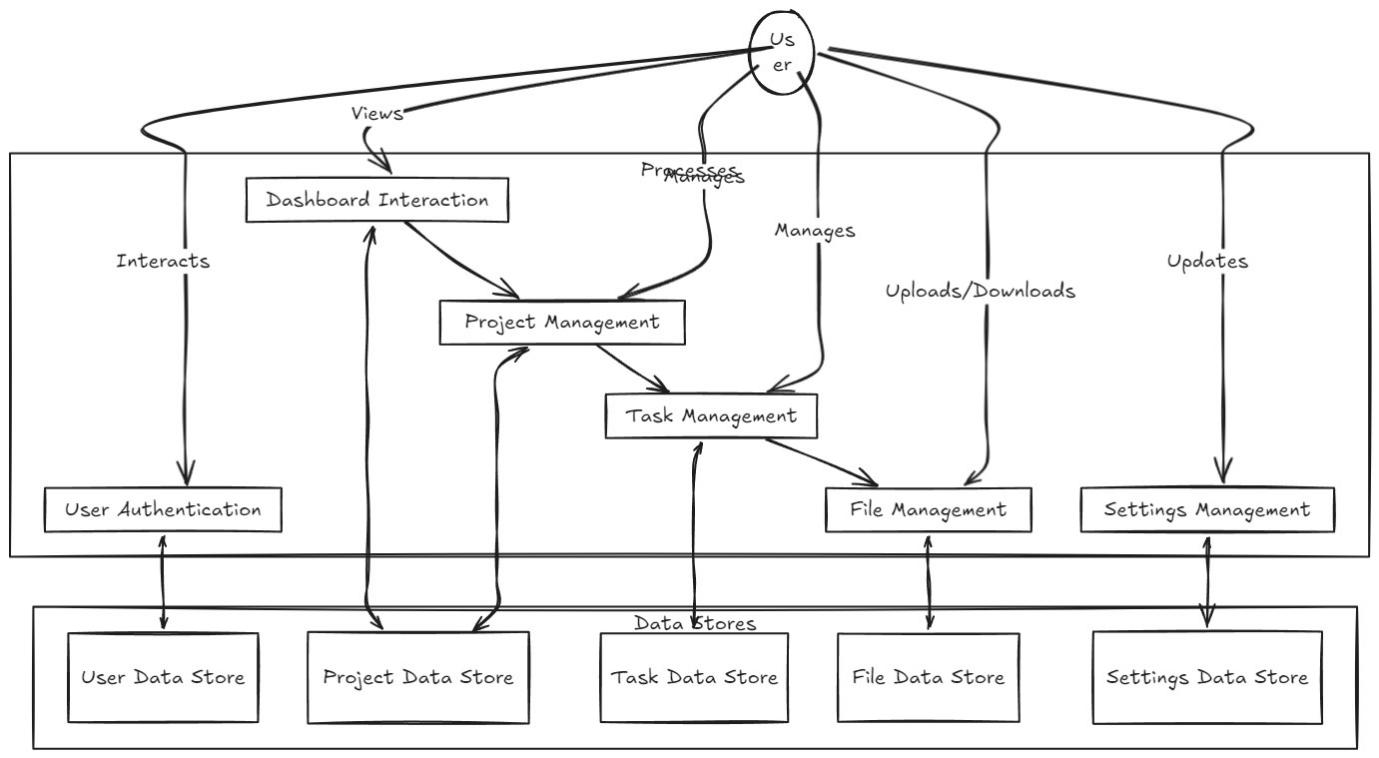 Us
er
Views
Processes
Manages
Dashboard Interaction
Manages
Interacts
Updates
Uploads/Downloads
Project Management
Task Management
User Authentication
File Management
Settings Management
Data Stores
User Data Store
Project Data Store
Task Data Store
File Data Store
Settings Data Store